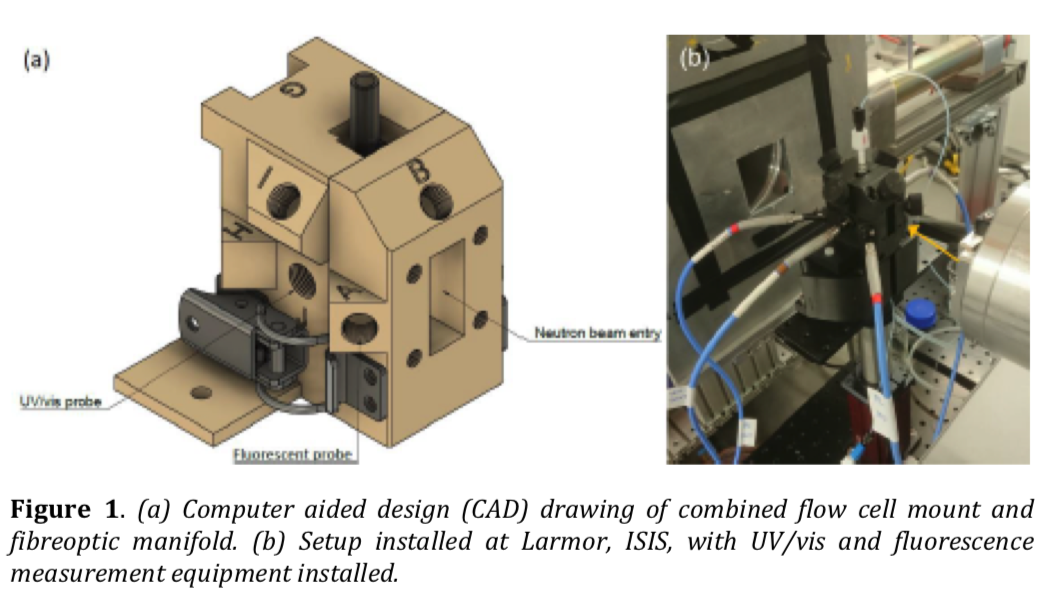 (a)
(b)
G
I
B
H
A
Neutron beam entry
UV/vis probe
Fluorescent probe
Figure 1. (a) Computer aided design (CAD) drawing of combined flow cell mount and
fibreoptic manifold. (b) Setup installed at Larmor, ISIS, with UV/vis and fluorescence
measurement equipment installed.